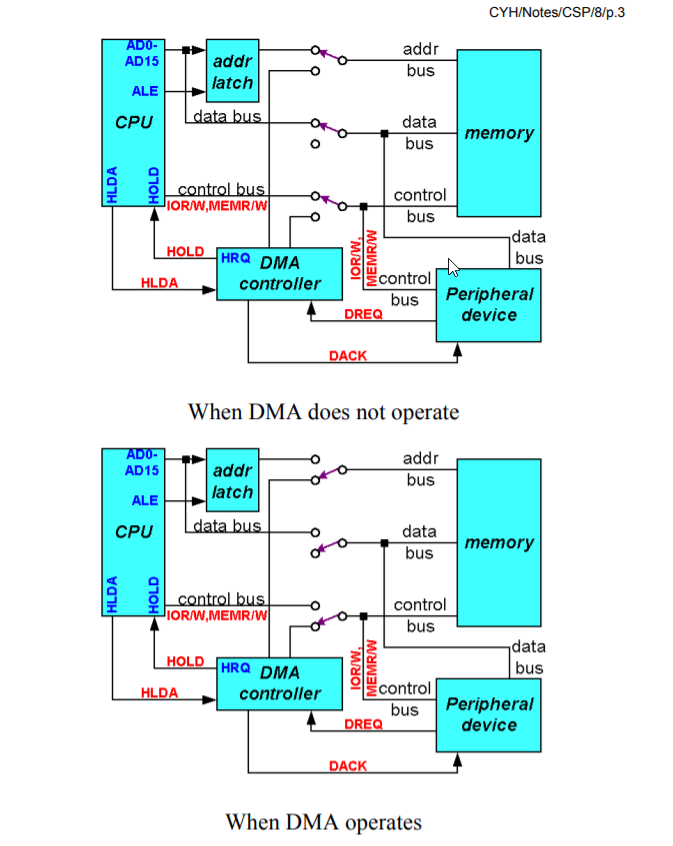 CYH/Notes/CSP/8/p.3
AD0-
AD15
ALE
CPU
HLDA
HOLD
addr
latch
data bus
control bus
IOR/W,MEMR/W
HOLD
HLDA
HRQ DMA
controller
addr
bus
data
bus
control
bus
memory
IOR/W,
MEMR/W
data
bus
control
bus
Peripheral
device
DREQ
DACK
When DMA does not operate
AD0-
AD15
ALE
CPU
HLDA
HOLD
addr
latch
data bus
control bus
IOR/W,MEMR/W
HOLD
HLDA
HRQ DMA
controller
addr
bus
data
bus
control
bus
memory
IOR/W,
MEMR/W
data
bus
control
bus
Peripheral
device
DREQ
DACK
When DMA operates